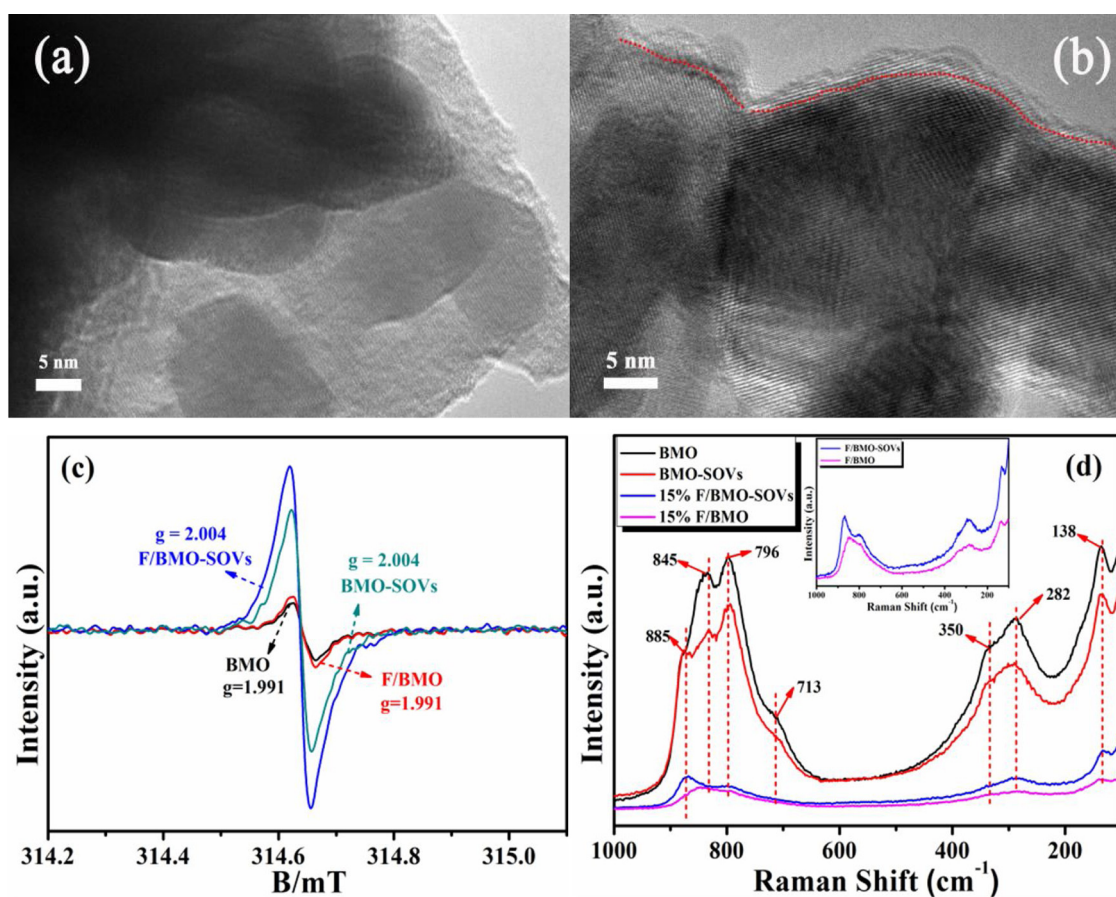 (a)
5 nm
(b)
5 nm
(c)
g = 2.004
F/BMO-SOVs
g = 2.004
BMO-SOVs
BMO
g=1.991
F/BMO
g=1.991
Intensity (a.u.)
314.2 314.4 314.6 314.8 315.0
B/mT
(d)
BMO
BMO-SOVs
15% F/BMO-SOVs
15% F/BMO
F/BMO-SOVs
F/BMO
Intensity (a.u.)
1000 800 600 400 200
Raman Shift (cm⁻¹)
845
796
885
713
350
282
138
Intensity (a.u.)
1000 800 600 400 200
Raman Shift (cm⁻¹)